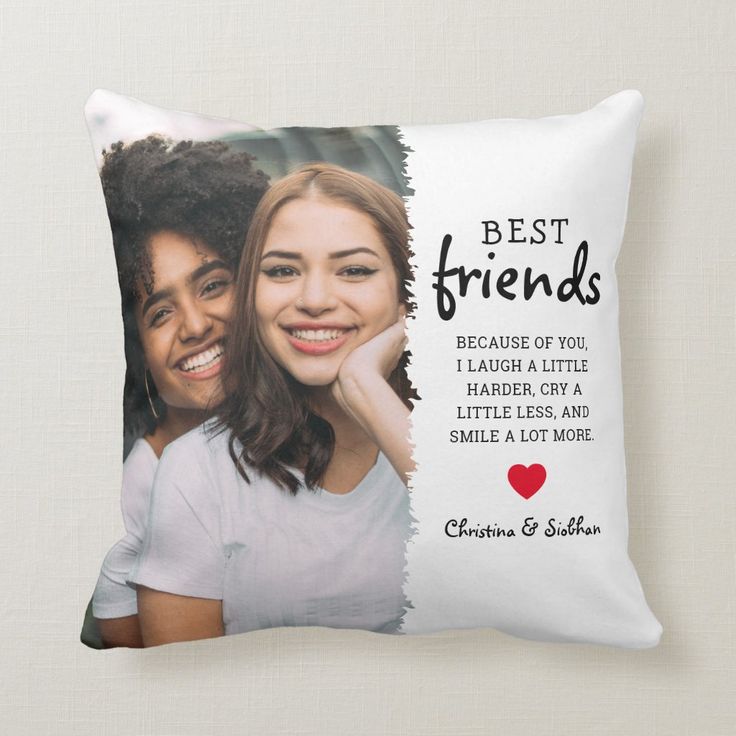 BEST
friends
BECAUSE OF YOU,
I LAUGH A LITTLE
HARDER, CRY A
LITTLE LESS, AND
SMILE A LOT MORE.
Christina & Siobhan